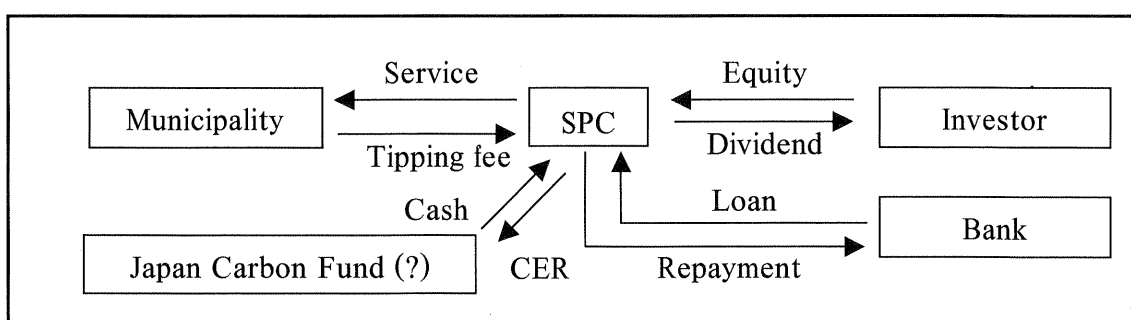 Service
Equity
Municipality
SPC
Investor
Tipping fee
Dividend
Cash
Loan
Bank
Japan Carbon Fund (?)
CER
Repayment